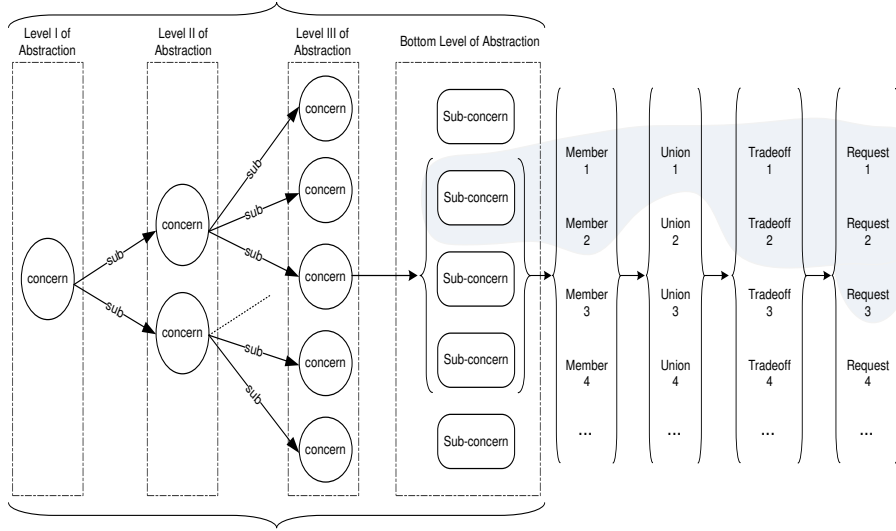 Level I of
Abstraction
Level II of
Abstraction
Level III of
Abstraction
Bottom Level of Abstraction
concern
sub
sub
concern
concern
sub
sub
sub
sub
sub
concern
concern
concern
concern
concern
Sub-concern
Sub-concern
Sub-concern
Sub-concern
Sub-concern
Member
1
Member
2
Member
3
Member
4
...
Union
1
Union
2
Union
3
Union
4
...
Tradeoff
1
Tradeoff
2
Tradeoff
3
Tradeoff
4
...
Request
1
Request
2
Request
3
Request
4
...